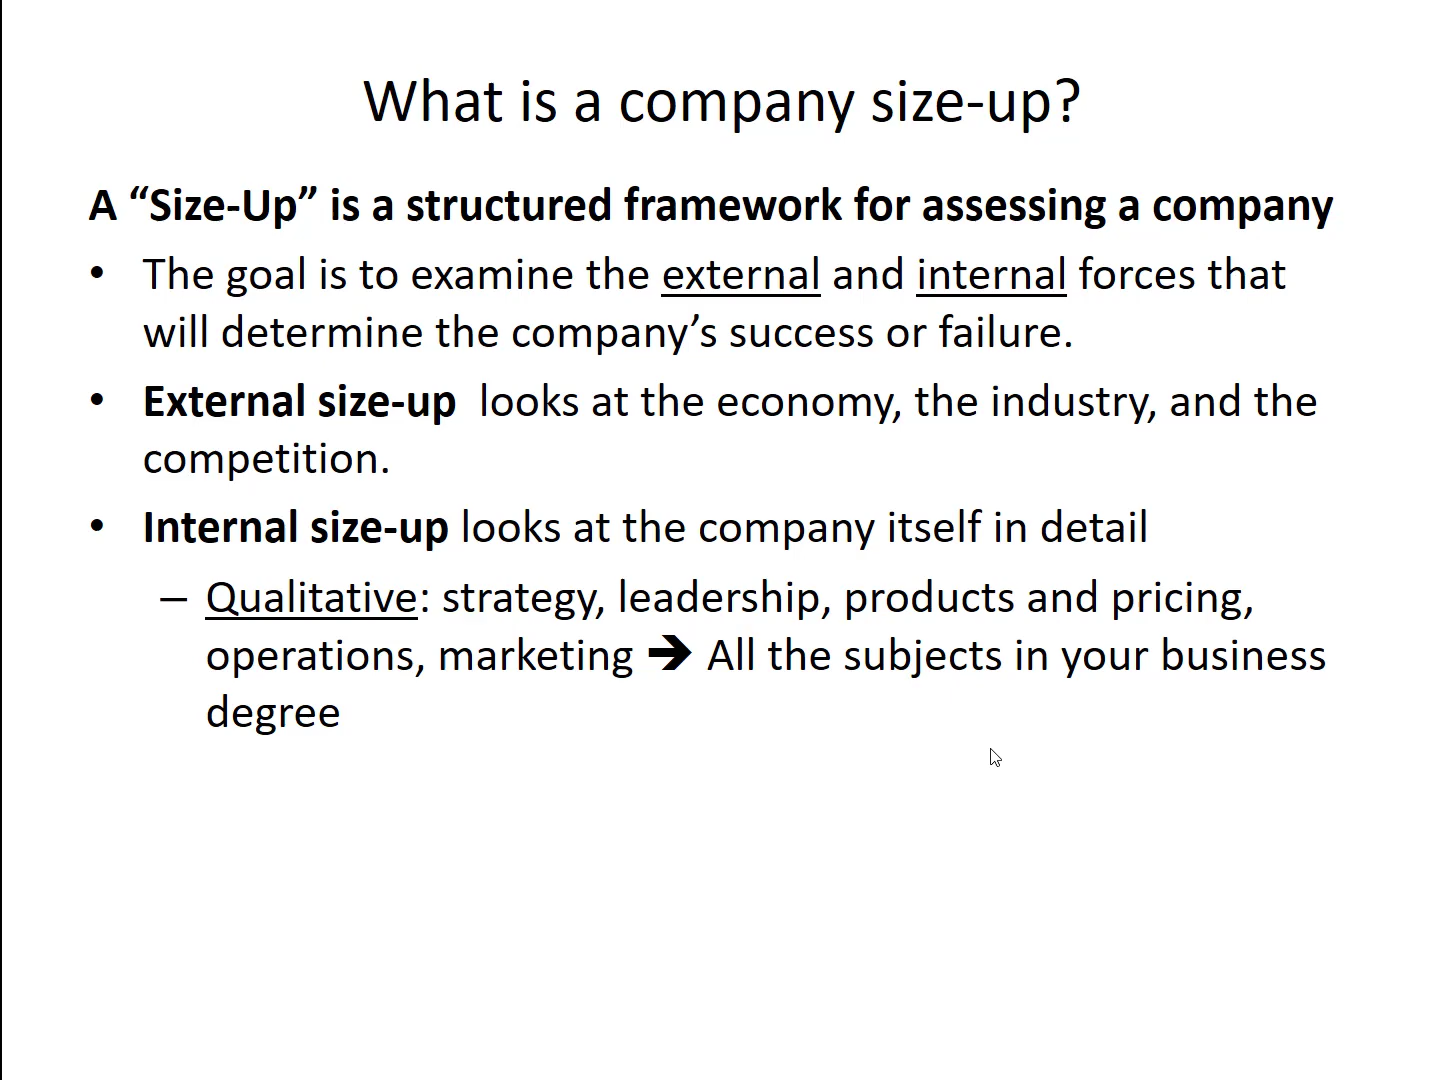 What is a company size-up?
A “Size-Up” is a structured framework for assessing a company
• The goal is to examine the external and internal forces that
will determine the company’s success or failure.
• External size-up looks at the economy, the industry, and the
competition.
• Internal size-up looks at the company itself in detail
– Qualitative: strategy, leadership, products and pricing,
operations, marketing ➔ All the subjects in your business
degree